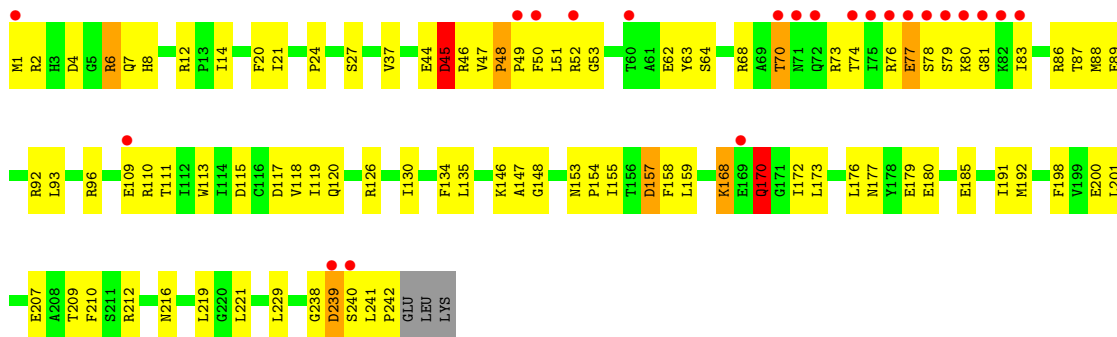 M1 R2 H3 D4 G5 R6 Q7 H8 R12 P13 I14 F20 I21 P24 S27 V37 E44 D45 R46 V47 P48 P49 F50 L51 R52 G53 T60 A61 E62 Y63 S64 R68 A69 T70 N71 Q72 R73 T74 I75 R76 E77 S78 S79 K80 G81 K82 I83 R86 T87 M88 E89
R92 L93 R96 E109 R110 T111 I112 W113 I114 D115 C116 D117 V118 I119 Q120 R126 I130 F134 L135 K146 A147 G148 N153 P154 I155 T156 D157 F158 L159 K168 E169 Q170 G171 I172 L173 L176 N177 Y178 E179 E180 E185 I191 M192 F198 V199 E200 L201
E207 A208 T209 F210 S211 R212 N216 L219 G220 L221 L229 G238 D239 S240 L241 P242 GLU LEU LYS